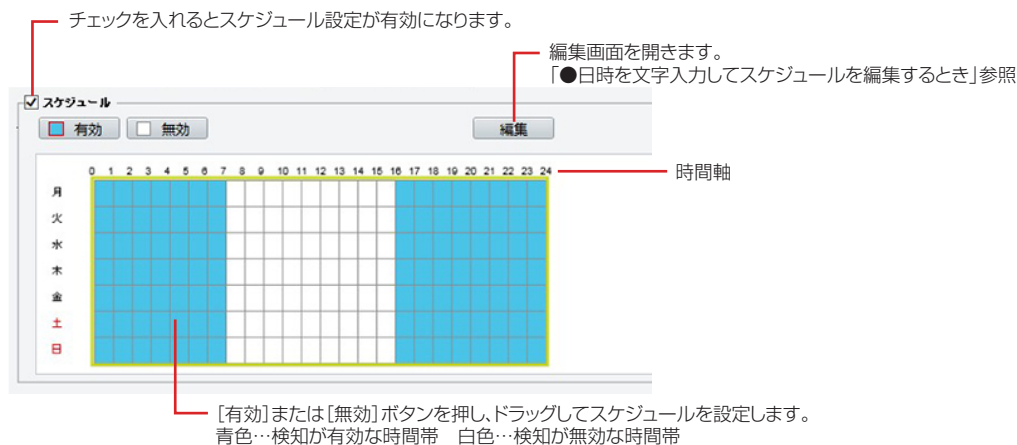 チェックを入れるとスケジュール設定が有効になります。
編集画面を開きます。
「●日時を文字入力してスケジュールを編集するとき」参照
スケジュール
有効 無効 編集
0 1 2 3 4 5 6 7 8 9 10 11 12 13 14 15 16 17 18 19 20 21 22 23 24
時間軸
月
火
水
木
金
土
日
[有効]または[無効]ボタンを押し、ドラッグしてスケジュールを設定します。
青色…検知が有効な時間帯 白色…検知が無効な時間帯